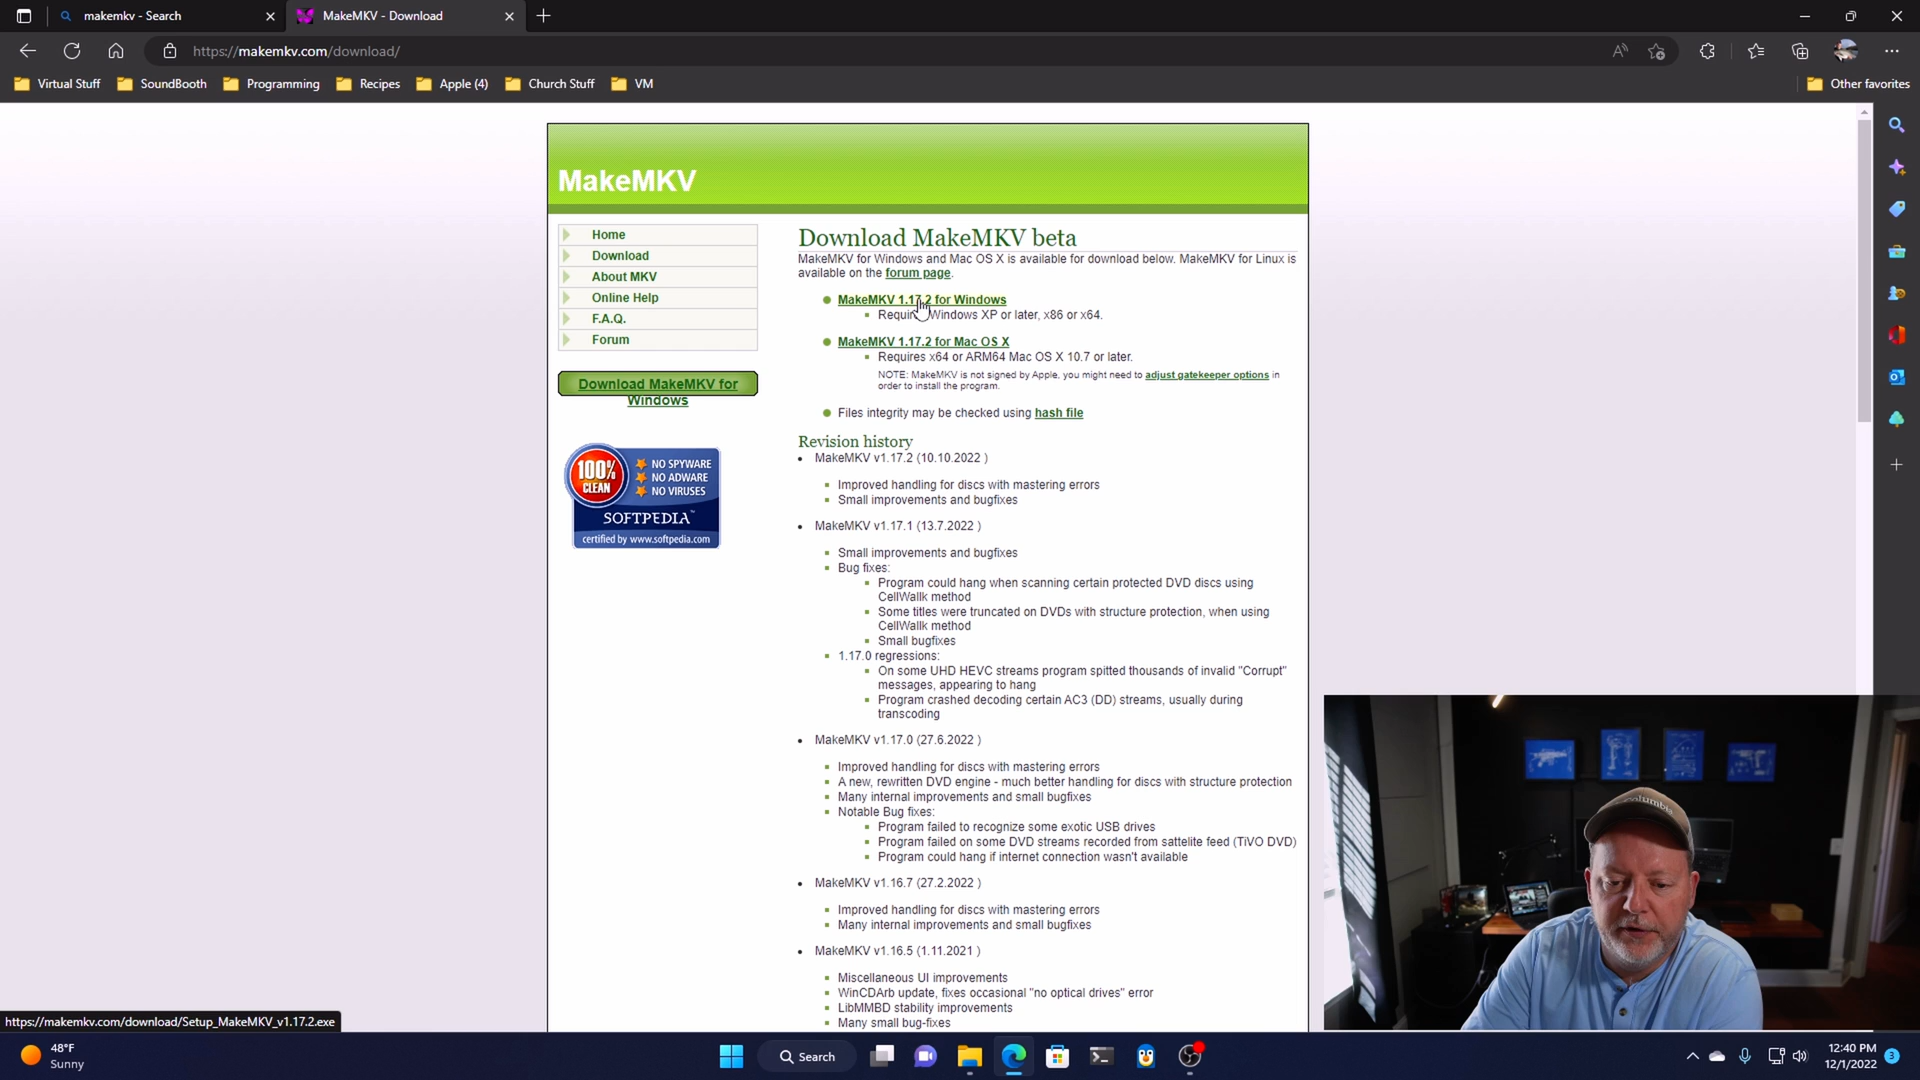 makemkv - Search
MakeMKV - Download
https://makemkv.com/download/
Virtual Stuff
SoundBooth
Programming
Recipes
Apple (4)
Church Stuff
VM
Other favorites
MakeMKV
Home
Download
About MKV
Online Help
F.A.Q.
Forum
Download MakeMKV for
Windows
100%
CLEAN
NO SPYWARE
NO ADWARE
NO VIRUSES
SOFTPEDIA
certified by www.softpedia.com
Download MakeMKV beta
MakeMKV for Windows and Mac OS X is available for download below. MakeMKV for Linux is
available on the forum page.
MakeMKV 1.17.2 for Windows
Windows XP or later, x86 or x64.
MakeMKV 1.17.2 for Mac OS X
Requires x64 or ARM64 Mac OS X 10.7 or later.
NOTE: MakeMKV is not signed by Apple, you might need to adjust gatekeeper options in
order to install the program.
Files integrity may be checked using hash file
Revision history
MakeMKV v1.17.2 (10.10.2022 )
Improved handling for discs with mastering errors
Small improvements and bugfixes
MakeMKV v1.17.1 (13.7.2022 )
Small improvements and bugfixes
Bug fixes:
Program could hang when scanning certain protected DVD discs using
CellWallk method
Some titles were truncated on DVDs with structure protection, when using
CellWallk method
Small bugfixes
1.17.0 regressions:
On some UHD HEVC streams program spitted thousands of invalid "Corrupt"
messages, appearing to hang
Program crashed decoding certain AC3 (DD) streams, usually during
transcoding
MakeMKV v1.17.0 (27.6.2022 )
Improved handling for discs with mastering errors
A new, rewritten DVD engine - much better handling for discs with structure protection
Many internal improvements and small bugfixes
Notable Bug fixes:
Program failed to recognize some exotic USB drives
Program failed on some DVD streams recorded from sattelite feed (TiVO DVD)
Program could hang if internet connection wasn't available
MakeMKV v1.16.7 (27.2.2022 )
Improved handling for discs with mastering errors
Many internal improvements and small bugfixes
MakeMKV v1.16.5 (1.11.2021 )
Miscellaneous UI improvements
WinCDArb update, fixes occasional "no optical drives" error
LibMMBD stability improvements
Many small bug-fixes
Columbia
https://makemkv.com/download/Setup_MakeMKV_v1.17.2.exe
48°F
Sunny
Search
12:40 PM
12/1/2022
3